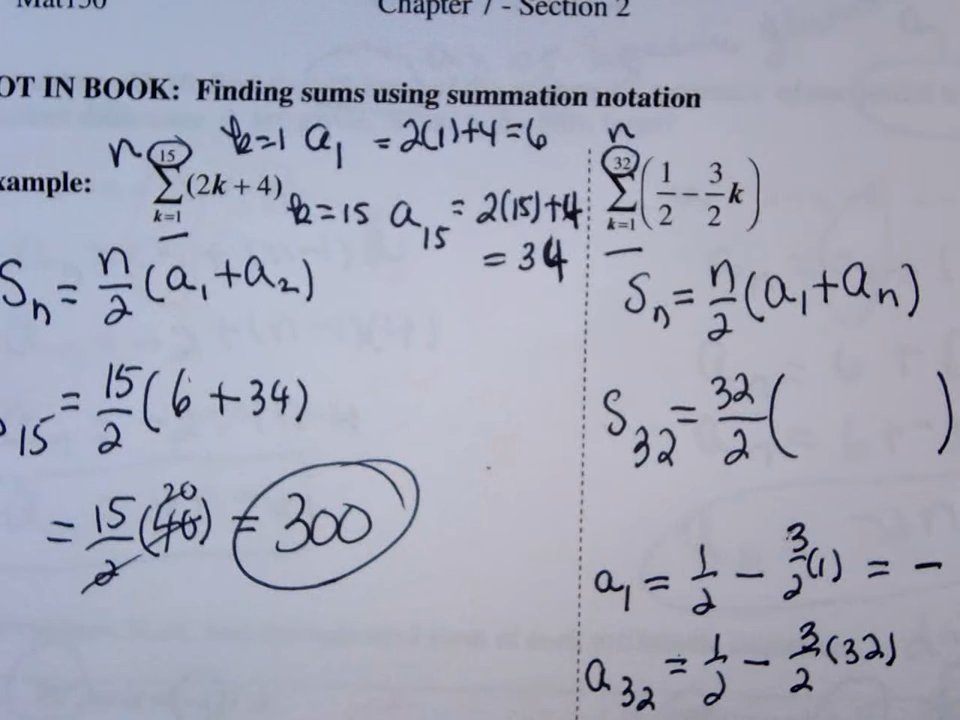 Mat150 Chapter 7 - Section 2
OT IN BOOK: Finding sums using summation notation
n 15 k=1 a₁ = 2(1)+4 = 6
xample: ∑ (2k + 4) k=15 a₁₅ = 2(15)+4
k=1 = 34
Sₙ = n/2 (a₁ + a₂)
₁₅ = 15/2 (6 + 34)
= 15/2 (40) 20 = 300
n 32
∑ (1/2 - 3/2 k)
k=1
Sₙ = n/2 (a₁ + aₙ)
S₃₂ = 32/2 ( )
a₁ = 1/2 - 3/2 (1) = -
a₃₂ = 1/2 - 3/2 (32)